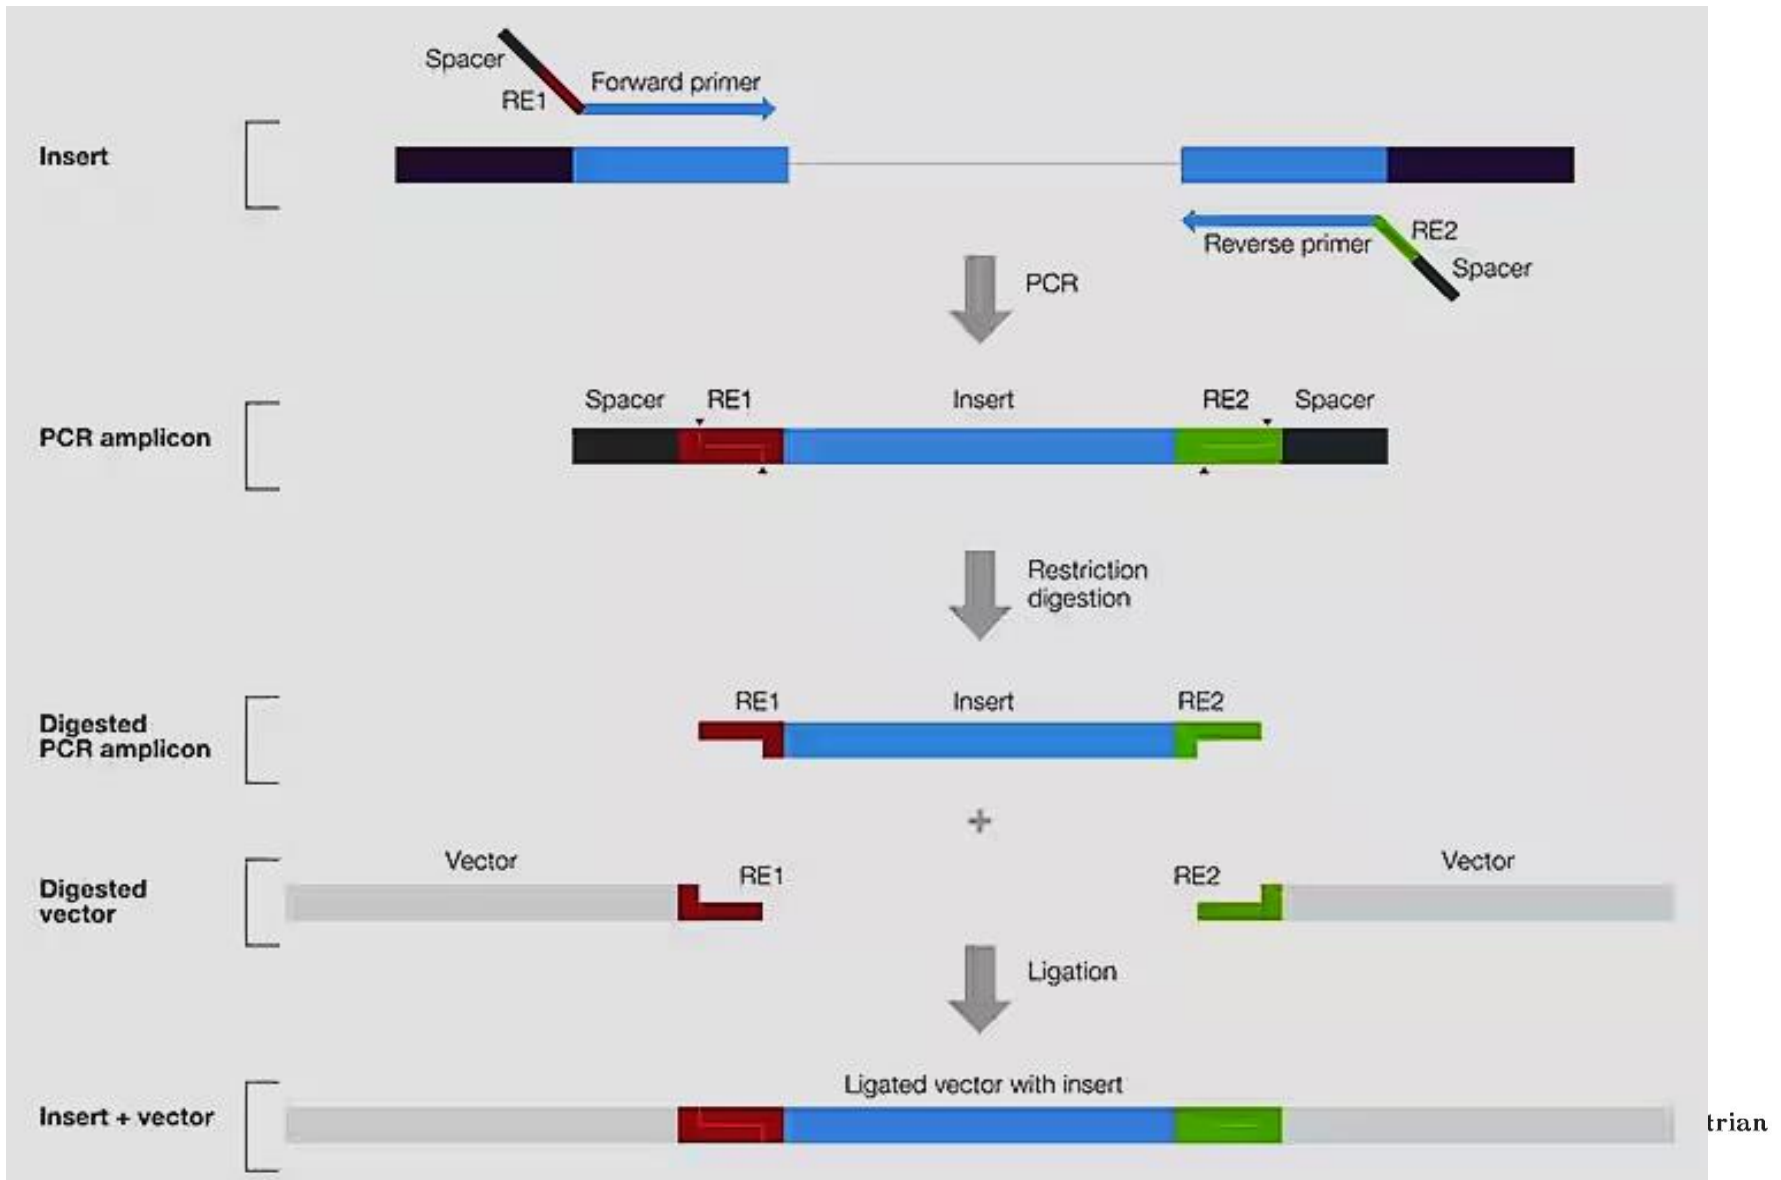 Spacer
RE1
Forward primer
Insert
Reverse primer
RE2
Spacer
PCR
Spacer
RE1
Insert
RE2
Spacer
PCR amplicon
Restriction
digestion
RE1
Insert
RE2
Digested
PCR amplicon
+
Vector
RE1
RE2
Vector
Digested
vector
Ligation
Ligated vector with insert
Insert + vector
trian